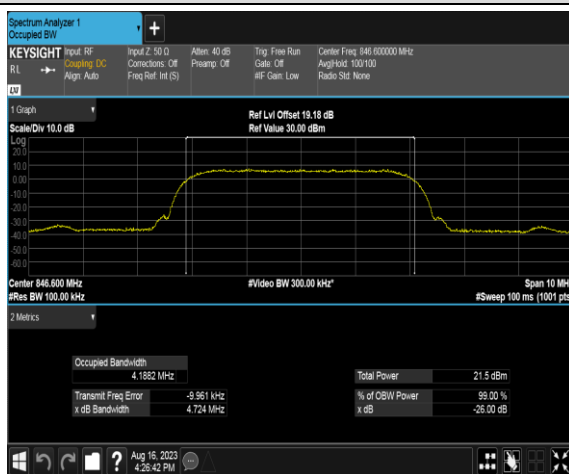 Spectrum Analyzer 1
Occupied BW
+
KEYSIGHT Input: RF Input Z: 50 Ω Atten: 40 dB Trig: Free Run Center Freq: 846.600000 MHz
R L Coupling: DC Corrections: Off Preamp: Off Gate: Off Avg|Hold: 100/100
Align: Auto Freq Ref: Int (S) #IF Gain: Low Radio Std: None
LXI
1 Graph Ref Lvl Offset 19.18 dB
Scale/Div 10.0 dB Ref Value 30.00 dBm
Log
20.0
10.0
0.00
-10.0
-20.0
-30.0
-40.0
-50.0
-60.0
Center 846.600 MHz #Video BW 300.00 kHz* Span 10 MH
#Res BW 100.00 kHz #Sweep 100 ms (1001 pts
2 Metrics
Occupied Bandwidth
4.1882 MHz Total Power 21.5 dBm
Transmit Freq Error -9.961 kHz % of OBW Power 99.00 %
x dB Bandwidth 4.724 MHz x dB -26.00 dB
? Aug 16, 2023
4:26:42 PM